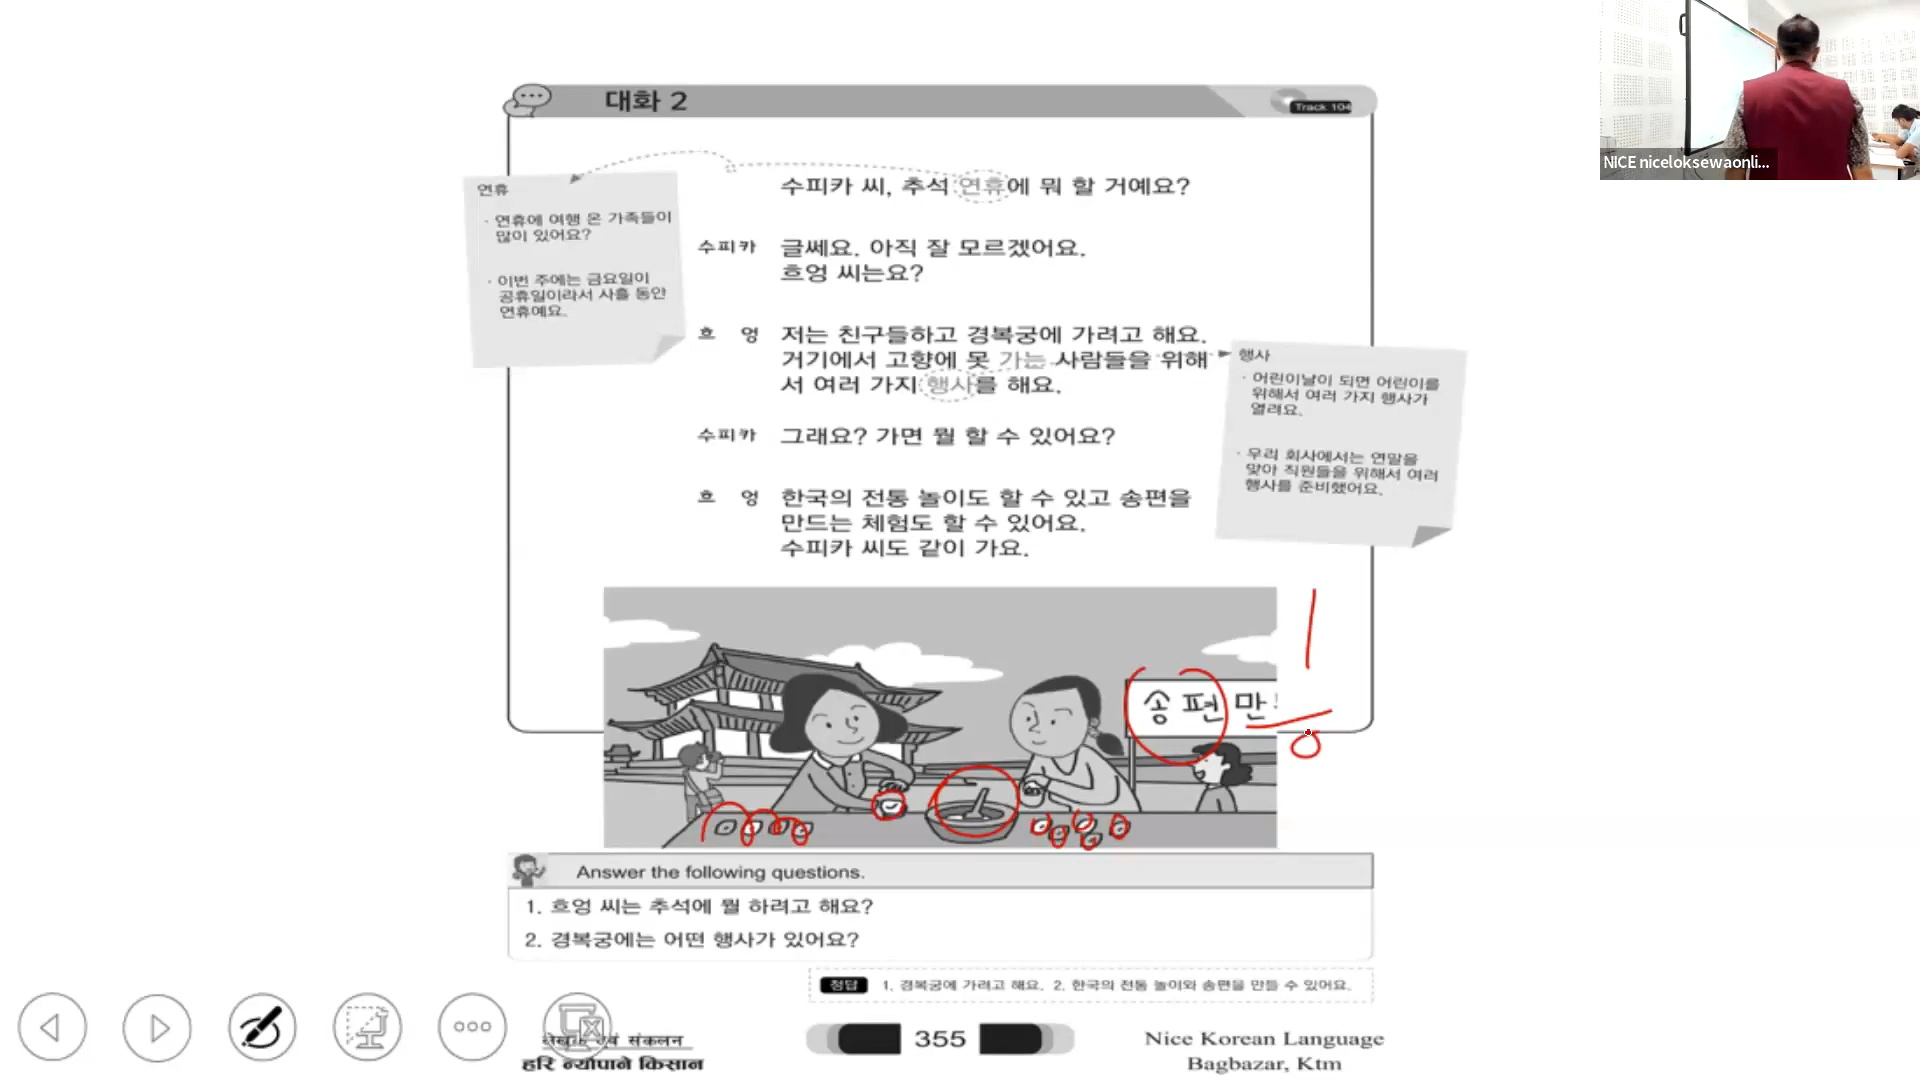 NICE niceloksewaonli...
대화 2
Track 104
수피카 씨, 추석 연휴에 뭐 할 거예요?
연휴
· 연휴에 여행 온 가족들이
많이 있어요?
· 이번 주에는 금요일이
공휴일이라서 사흘 동안
연휴예요.
수피카 글쎄요. 아직 잘 모르겠어요.
흐엉 씨는요?
흐 엉 저는 친구들하고 경복궁에 가려고 해요.
거기에서 고향에 못 가는 사람들을 위해
서 여러 가지 행사를 해요.
행사
· 어린이날이 되면 어린이를
위해서 여러 가지 행사가
열려요.
· 우리 회사에서는 연말을
맞아 직원들을 위해서 여러
행사를 준비했어요.
수피카 그래요? 가면 뭘 할 수 있어요?
흐 엉 한국의 전통 놀이도 할 수 있고 송편을
만드는 체험도 할 수 있어요.
수피카 씨도 같이 가요.
송편 만
Answer the following questions.
1. 흐엉 씨는 추석에 뭘 하려고 해요?
2. 경복궁에는 어떤 행사가 있어요?
정답 1. 경복궁에 가려고 해요. 2. 한국의 전통 놀이와 송편을 만들 수 있어요.
संकलन
हरि न्यौपाने किसान
355
Nice Korean Language
Bagbazar, Ktm